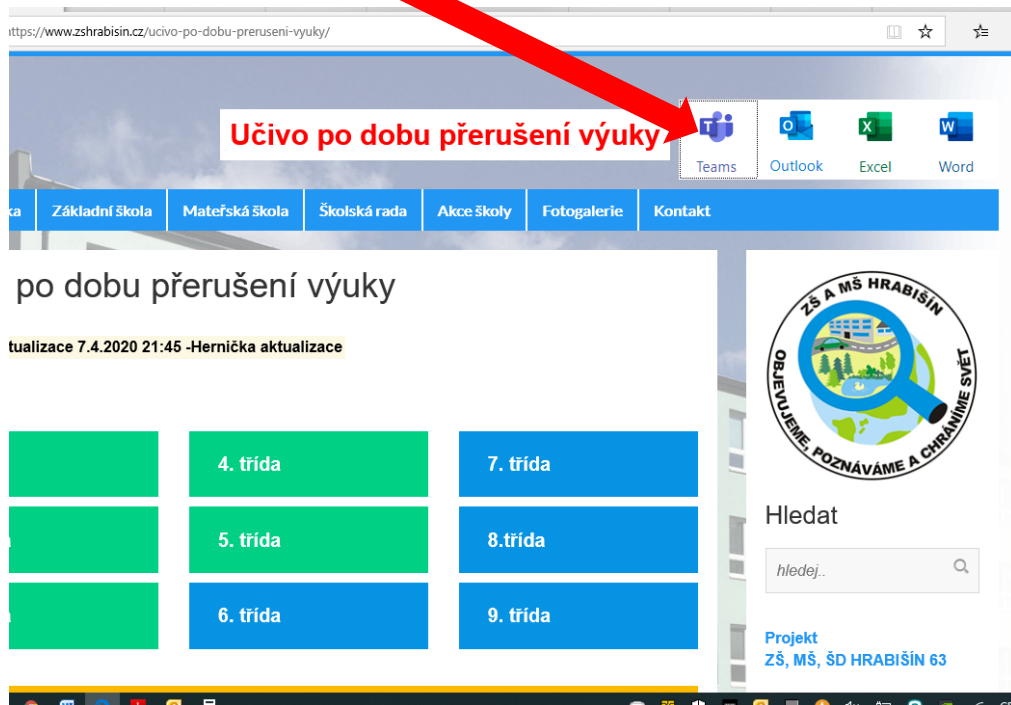 https://www.zshrabisin.cz/ucivo-po-dobu-preruseni-vyuky/
Učivo po dobu přerušení výuky
Teams
Outlook
Excel
Word
ka
Základní škola
Mateřská škola
Školská rada
Akce školy
Fotogalerie
Kontakt
po dobu přerušení výuky
tualizace 7.4.2020 21:45 -Hernička aktualizace
4. třída
7. třída
5. třída
8.třída
6. třída
9. třída
ZŠ A MŠ HRABIŠÍN
OBJEVUJEME, POZNÁVÁME A CHRÁNÍME SVĚT
Hledat
hledej..
Projekt
ZŠ, MŠ, ŠD HRABIŠÍN 63